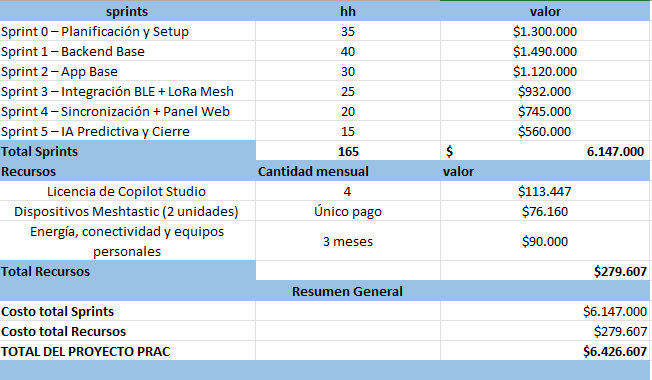 sprints hh valor
Sprint 0 – Planificación y Setup 35 $1.300.000
Sprint 1 – Backend Base 40 $1.490.000
Sprint 2 – App Base 30 $1.120.000
Sprint 3 – Integración BLE + LoRa Mesh 25 $932.000
Sprint 4 – Sincronización + Panel Web 20 $745.000
Sprint 5 – IA Predictiva y Cierre 15 $560.000
Total Sprints 165 $ 6.147.000
Recursos Cantidad mensual valor
Licencia de Copilot Studio 4 $113.447
Dispositivos Meshtastic (2 unidades) Único pago $76.160
Energía, conectividad y equipos
personales 3 meses $90.000
Total Recursos $279.607
Resumen General
Costo total Sprints $6.147.000
Costo total Recursos $279.607
TOTAL DEL PROYECTO PRAC $6.426.607